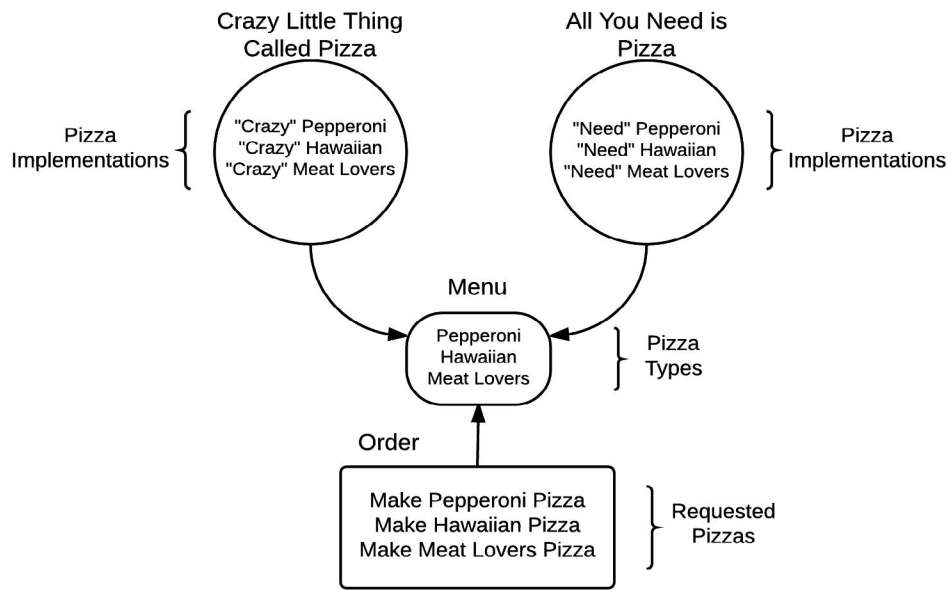 Crazy Little Thing
Called Pizza
All You Need is
Pizza
Pizza
Implementations
"Crazy" Pepperoni
"Crazy" Hawaiian
"Crazy" Meat Lovers
"Need" Pepperoni
"Need" Hawaiian
"Need" Meat Lovers
Pizza
Implementations
Menu
Pepperoni
Hawaiian
Meat Lovers
Pizza
Types
Order
Make Pepperoni Pizza
Make Hawaiian Pizza
Make Meat Lovers Pizza
Requested
Pizzas